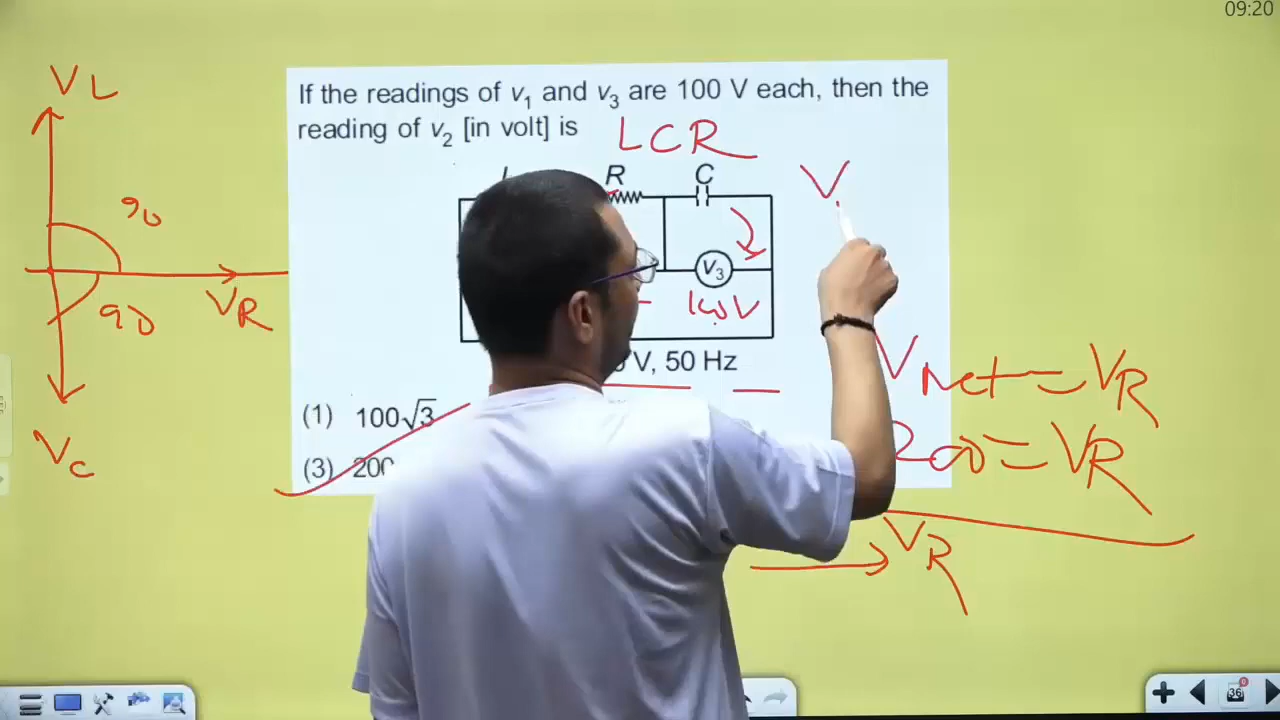 09:20
If the readings of v1 and v3 are 100 V each, then the
reading of v2 [in volt] is
LCR
R
C
V3
100 V
V, 50 Hz
(1) 100√3
(3) 200
VL
90
VR
90
VC
V
Vnet = VR
200 = VR
VR
36